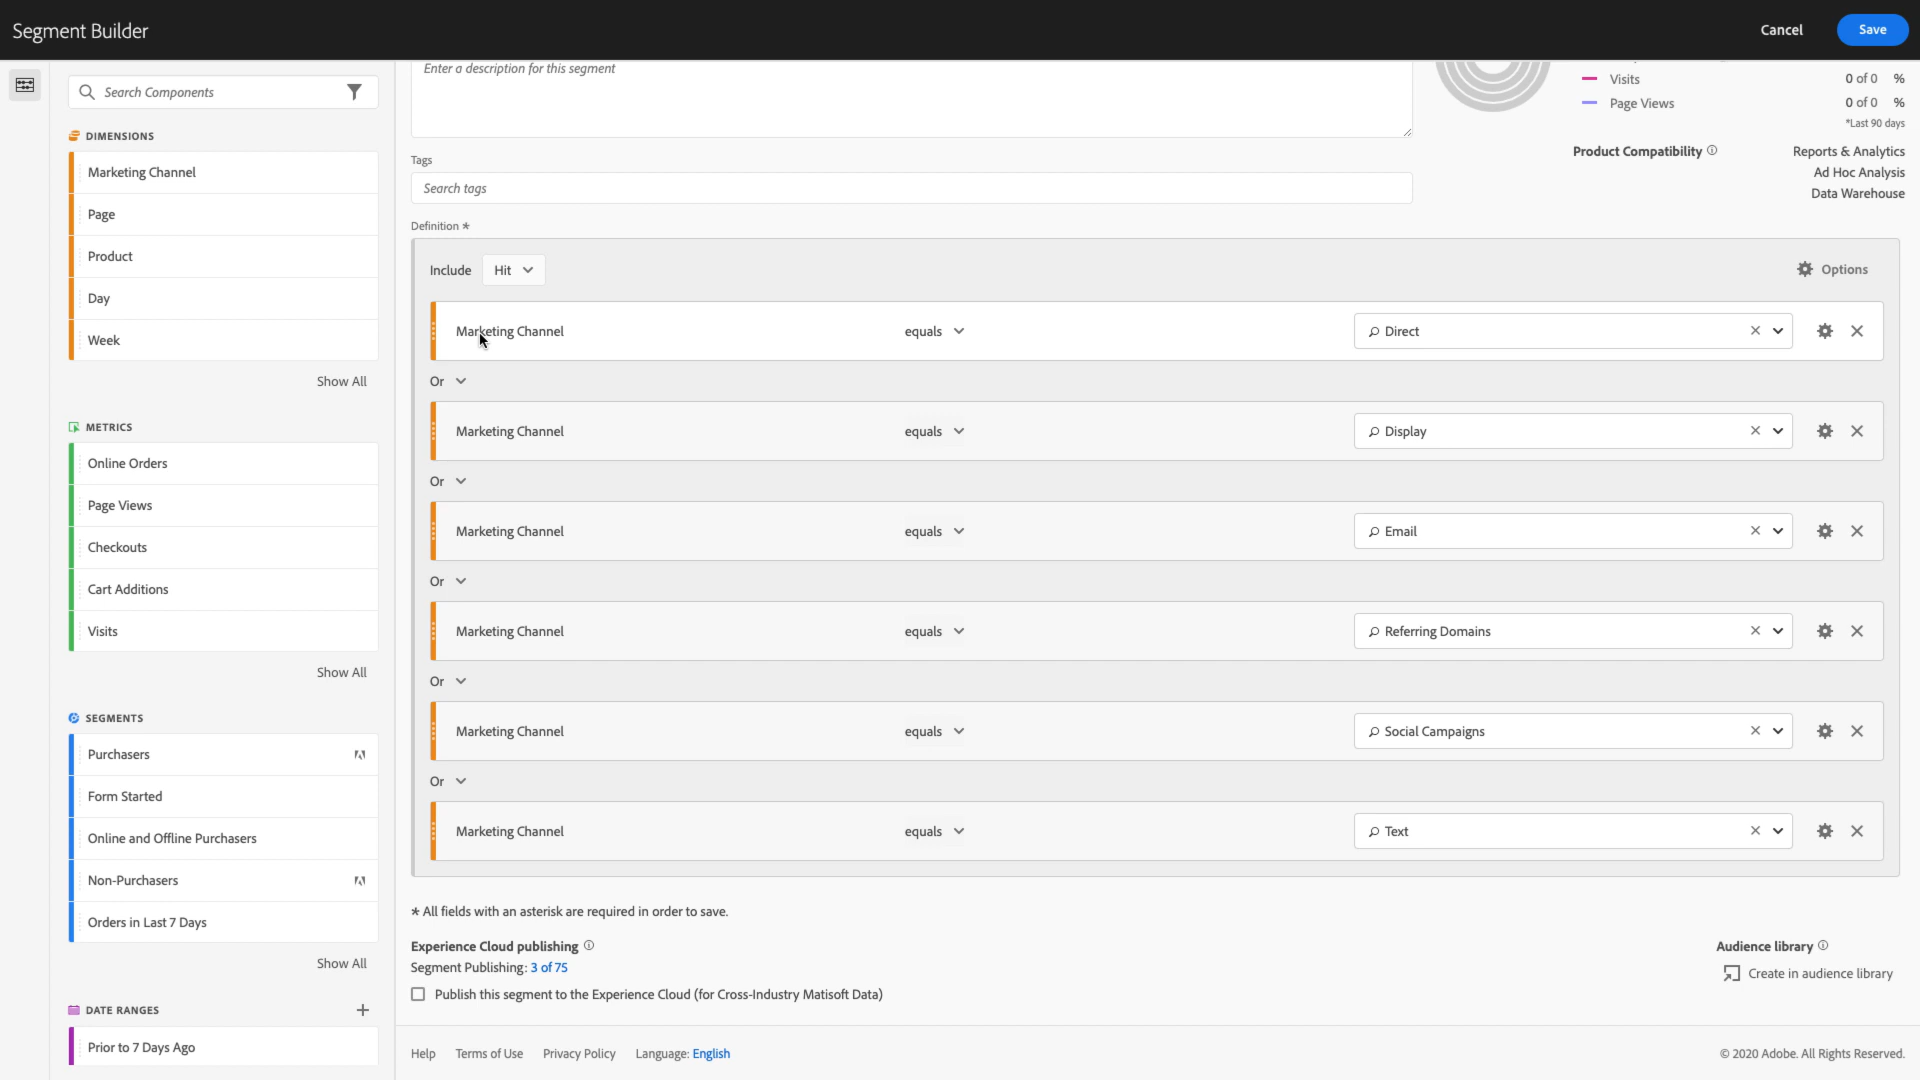 Segment Builder
Cancel
Save
Search Components
DIMENSIONS
Marketing Channel
Page
Product
Day
Week
Show All
METRICS
Online Orders
Page Views
Checkouts
Cart Additions
Visits
Show All
SEGMENTS
Purchasers
Form Started
Online and Offline Purchasers
Non-Purchasers
Orders in Last 7 Days
Show All
DATE RANGES
Prior to 7 Days Ago
Enter a description for this segment
Visits 0 of 0 %
Page Views 0 of 0 %
*Last 90 days
Product Compatibility Reports & Analytics
Ad Hoc Analysis
Data Warehouse
Tags
Search tags
Definition *
Include Hit
Options
Marketing Channel equals Direct
Or
Marketing Channel equals Display
Or
Marketing Channel equals Email
Or
Marketing Channel equals Referring Domains
Or
Marketing Channel equals Social Campaigns
Or
Marketing Channel equals Text
* All fields with an asterisk are required in order to save.
Experience Cloud publishing
Segment Publishing: 3 of 75
Publish this segment to the Experience Cloud (for Cross-Industry Matisoft Data)
Audience library
Create in audience library
Help Terms of Use Privacy Policy Language: English
© 2020 Adobe. All Rights Reserved.